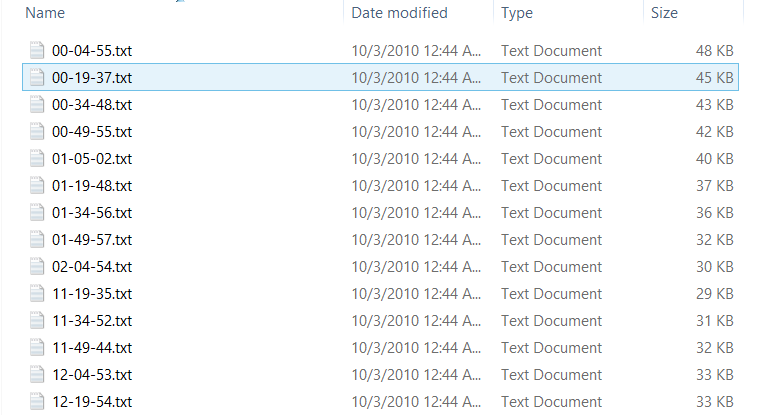 Name Date modified Type Size
00-04-55.txt 10/3/2010 12:44 A... Text Document 48 KB
00-19-37.txt 10/3/2010 12:44 A... Text Document 45 KB
00-34-48.txt 10/3/2010 12:44 A... Text Document 43 KB
00-49-55.txt 10/3/2010 12:44 A... Text Document 42 KB
01-05-02.txt 10/3/2010 12:44 A... Text Document 40 KB
01-19-48.txt 10/3/2010 12:44 A... Text Document 37 KB
01-34-56.txt 10/3/2010 12:44 A... Text Document 36 KB
01-49-57.txt 10/3/2010 12:44 A... Text Document 32 KB
02-04-54.txt 10/3/2010 12:44 A... Text Document 30 KB
11-19-35.txt 10/3/2010 12:44 A... Text Document 29 KB
11-34-52.txt 10/3/2010 12:44 A... Text Document 31 KB
11-49-44.txt 10/3/2010 12:44 A... Text Document 32 KB
12-04-53.txt 10/3/2010 12:44 A... Text Document 33 KB
12-19-54.txt 10/3/2010 12:44 A... Text Document 33 KB